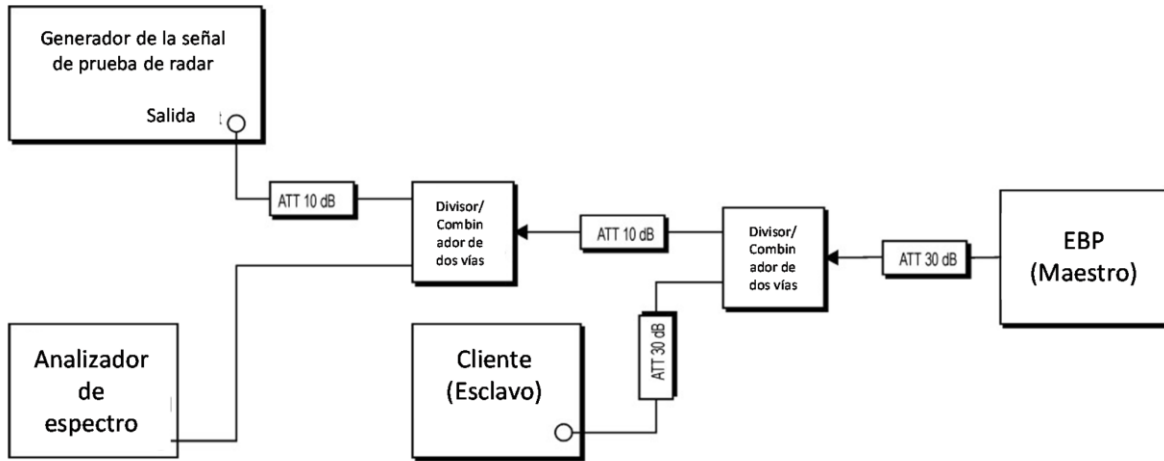 Generador de la señal
de prueba de radar
Salida
ATT 10 dB
Divisor/
Combin
ador de
dos vías
ATT 10 dB
Divisor/
Combin
ador de
dos vías
ATT 30 dB
EBP
(Maestro)
ATT 30 dB
Analizador
de
espectro
Cliente
(Esclavo)